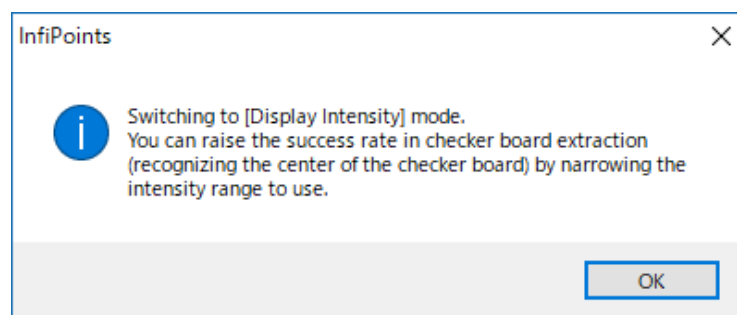 InfiPoints
Switching to [Display Intensity] mode.
You can raise the success rate in checker board extraction
(recognizing the center of the checker board) by narrowing the
intensity range to use.
OK